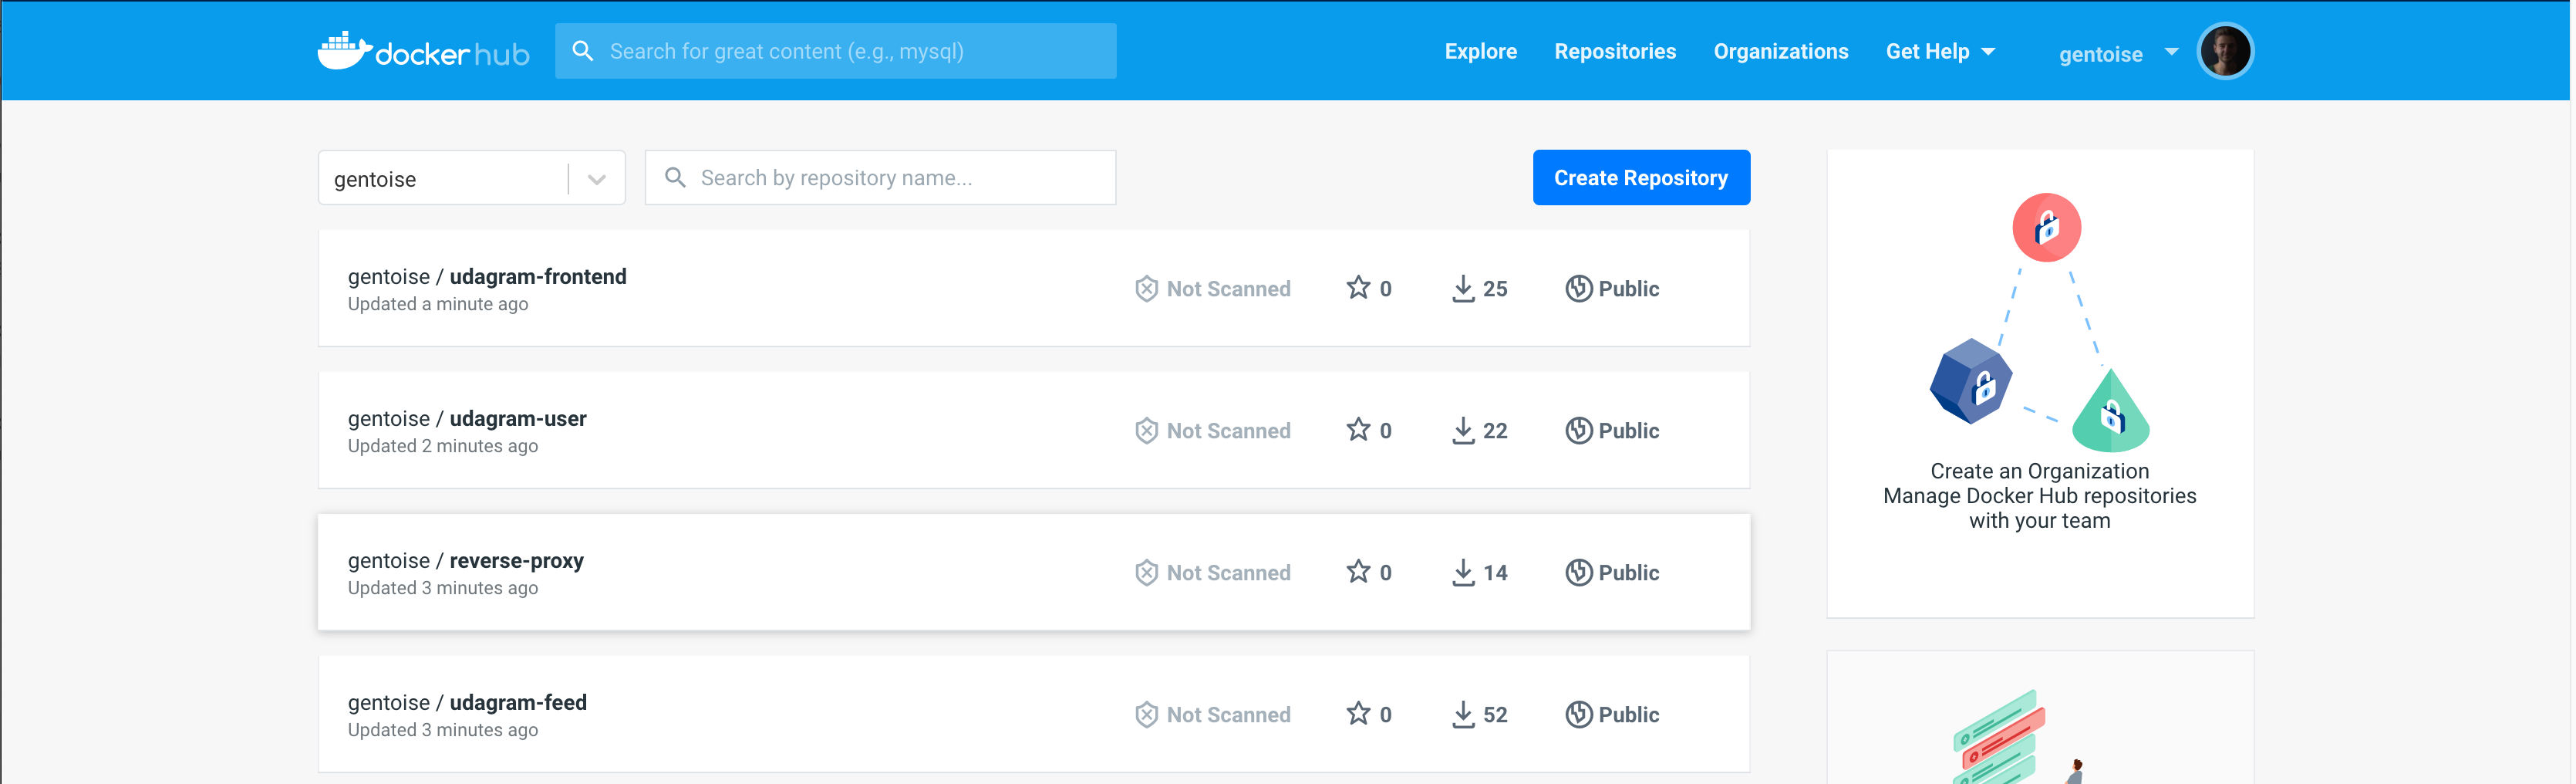 docker hub
Search for great content (e.g., mysql)
Explore
Repositories
Organizations
Get Help
gentoise
gentoise
Search by repository name...
Create Repository
gentoise / udagram-frontend
Updated a minute ago
Not Scanned
0
25
Public
gentoise / udagram-user
Updated 2 minutes ago
Not Scanned
0
22
Public
gentoise / reverse-proxy
Updated 3 minutes ago
Not Scanned
0
14
Public
gentoise / udagram-feed
Updated 3 minutes ago
Not Scanned
0
52
Public
Create an Organization
Manage Docker Hub repositories
with your team